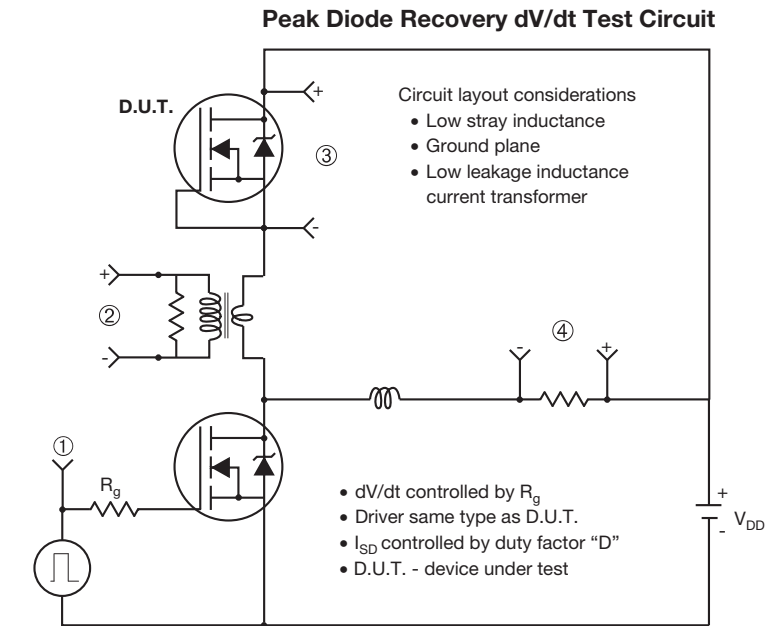 Peak Diode Recovery dV/dt Test Circuit
D.U.T.
+
Circuit layout considerations
• Low stray inductance
• Ground plane
• Low leakage inductance
current transformer
③
-
+
②
-
④
-
+
①
Rg
• dV/dt controlled by Rg
• Driver same type as D.U.T.
• ISD controlled by duty factor “D”
• D.U.T. - device under test
+
VDD
-